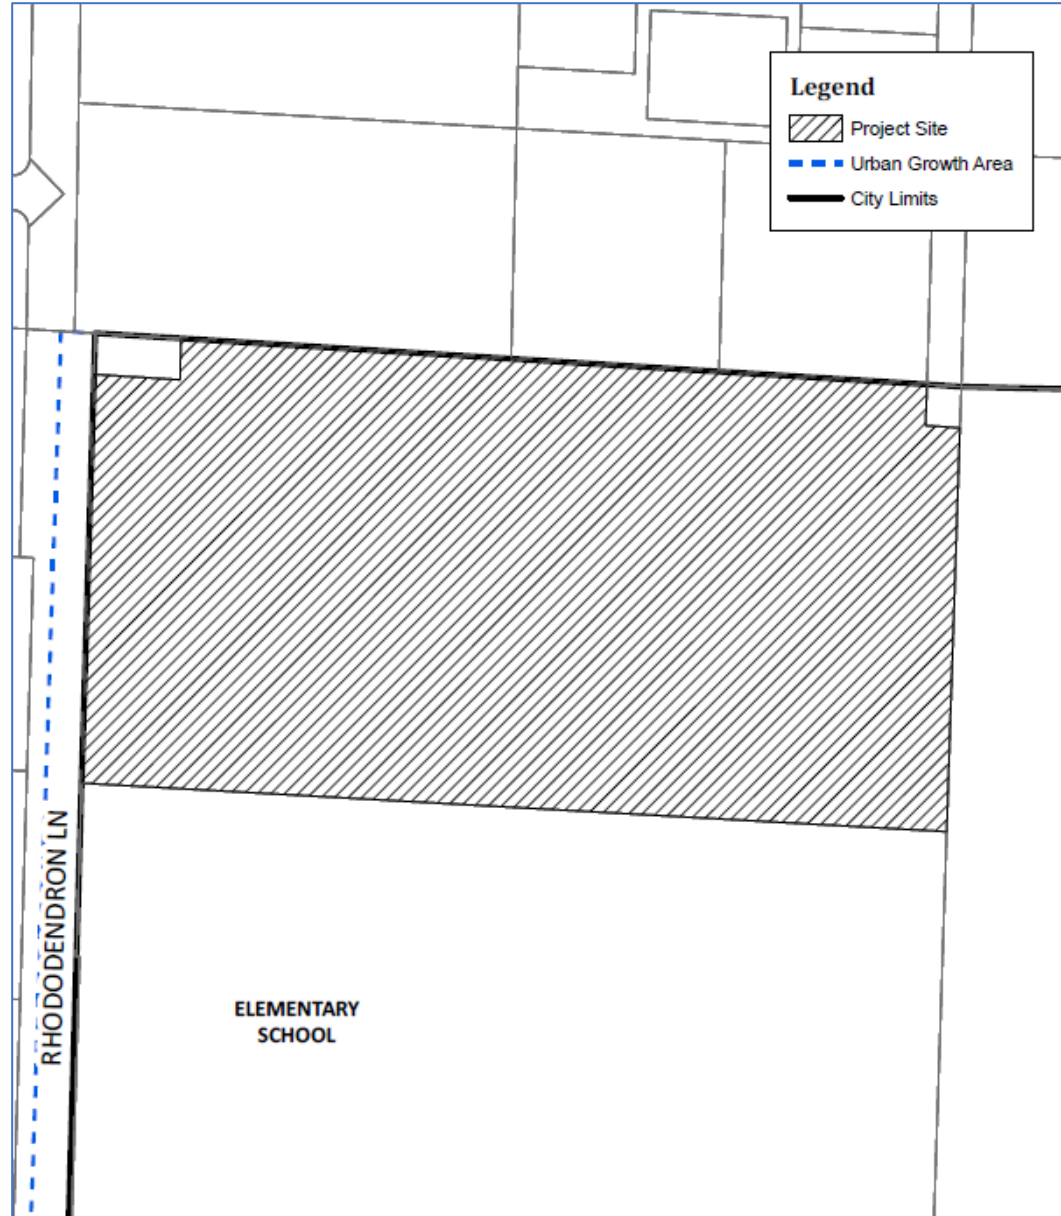 Legend
Project Site
Urban Growth Area
City Limits
RHODODENDRON LN
ELEMENTARY
SCHOOL